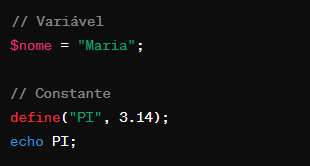 // Variável
$nome = "Maria";
// Constante
define("PI", 3.14);
echo PI;